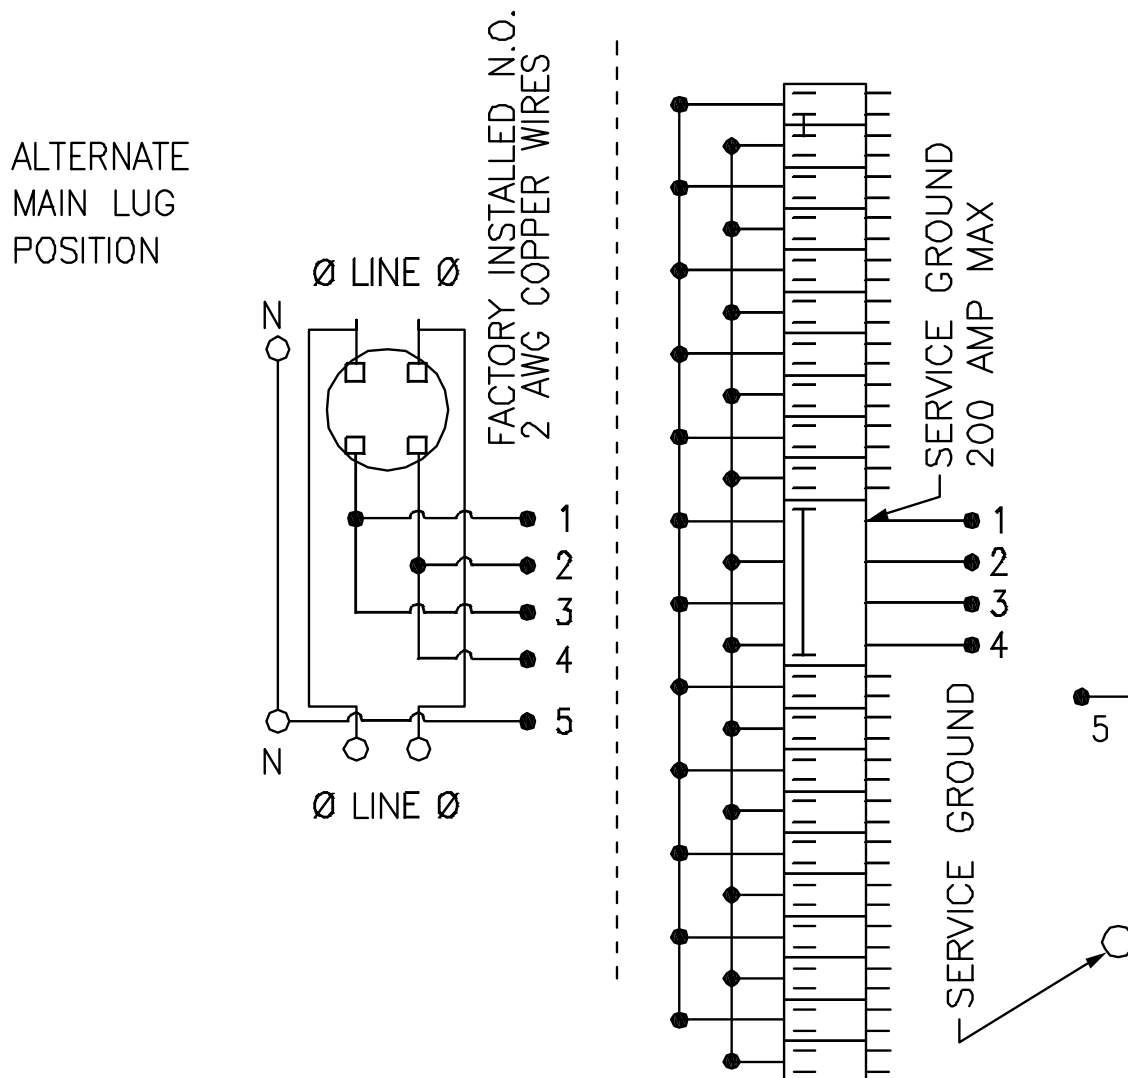 ALTERNATE
MAIN LUG
POSITION
Ø LINE Ø
N
FACTORY INSTALLED N.O.
2 AWG COPPER WIRES
1
2
3
4
5
N
Ø LINE Ø
SERVICE GROUND
200 AMP MAX
1
2
3
4
SERVICE GROUND
5